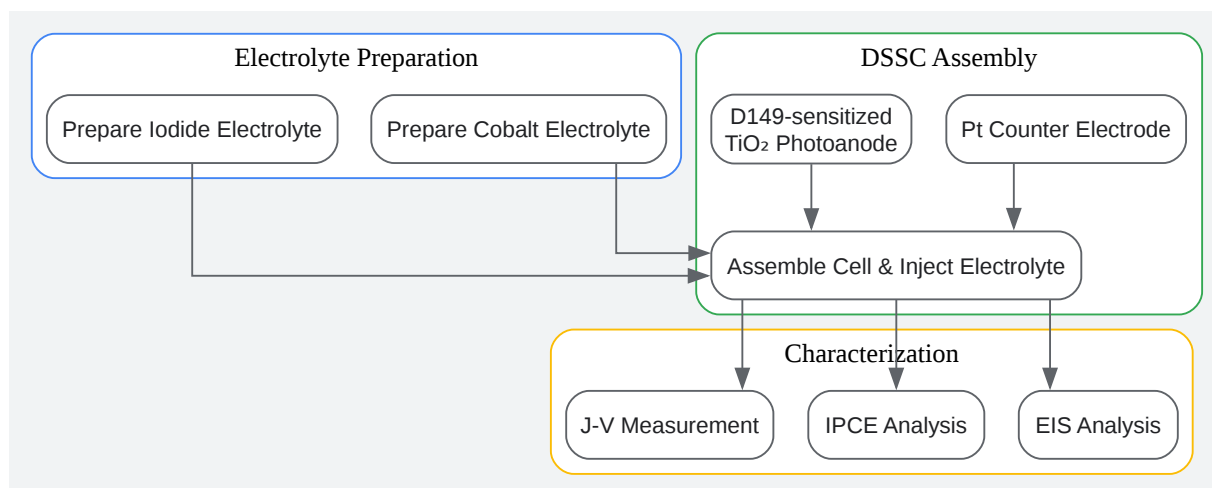 Electrolyte Preparation
Prepare Iodide Electrolyte
Prepare Cobalt Electrolyte
DSSC Assembly
D149-sensitized
TiO₂ Photoanode
Pt Counter Electrode
Assemble Cell & Inject Electrolyte
Characterization
J-V Measurement
IPCE Analysis
EIS Analysis